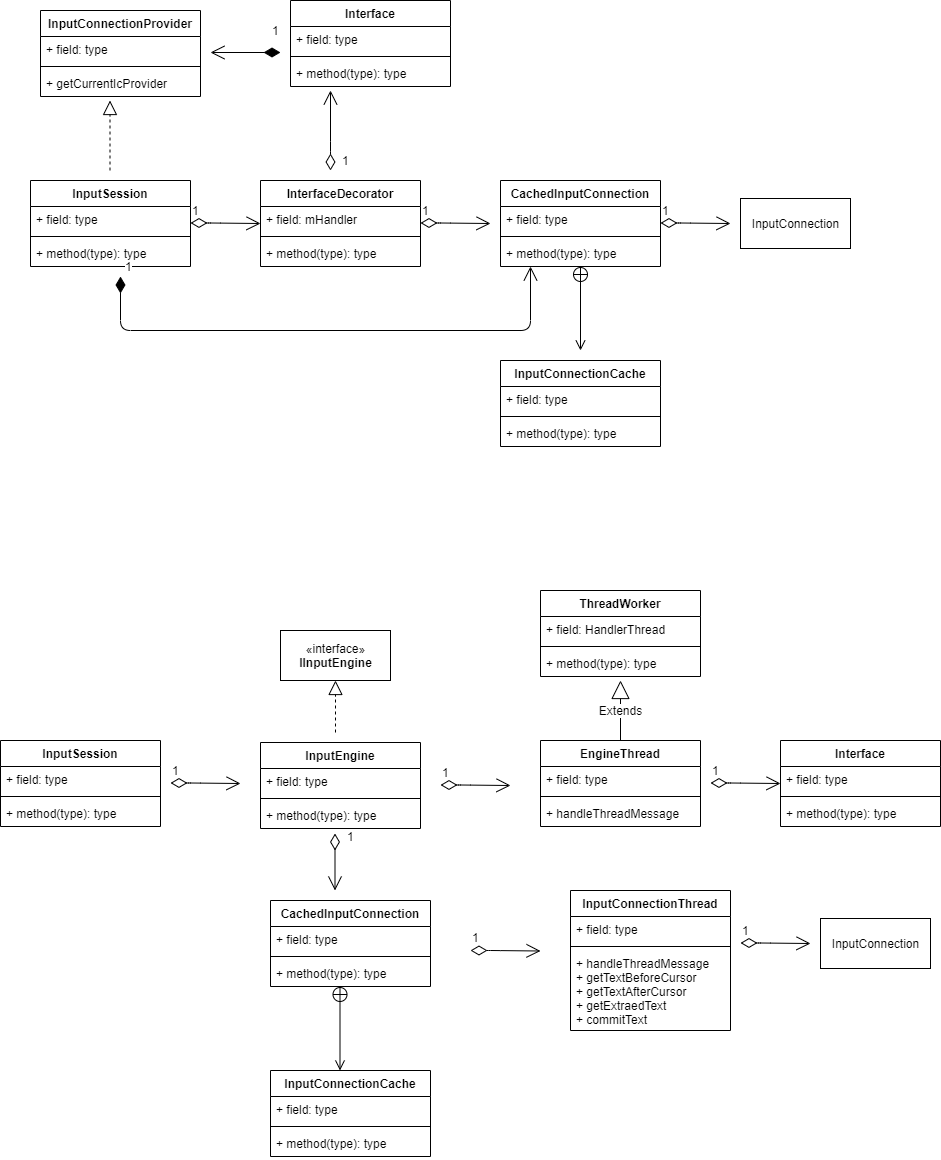 InputConnectionProvider
+ field: type
+ getCurrentIcProvider
1
Interface
+ field: type
+ method(type): type
1
InputSession
+ field: type
+ method(type): type
1
1
InterfaceDecorator
+ field: mHandler
+ method(type): type
1
CachedInputConnection
+ field: type
+ method(type): type
1
InputConnection
InputConnectionCache
+ field: type
+ method(type): type
ThreadWorker
+ field: HandlerThread
+ method(type): type
«interface»
IInputEngine
Extends
InputSession
+ field: type
+ method(type): type
1
InputEngine
+ field: type
+ method(type): type
1
1
EngineThread
+ field: type
+ handleThreadMessage
1
Interface
+ field: type
+ method(type): type
CachedInputConnection
+ field: type
+ method(type): type
1
InputConnectionThread
+ field: type
+ handleThreadMessage
+ getTextBeforeCursor
+ getTextAfterCursor
+ getExtraedText
+ commitText
1
InputConnection
InputConnectionCache
+ field: type
+ method(type): type